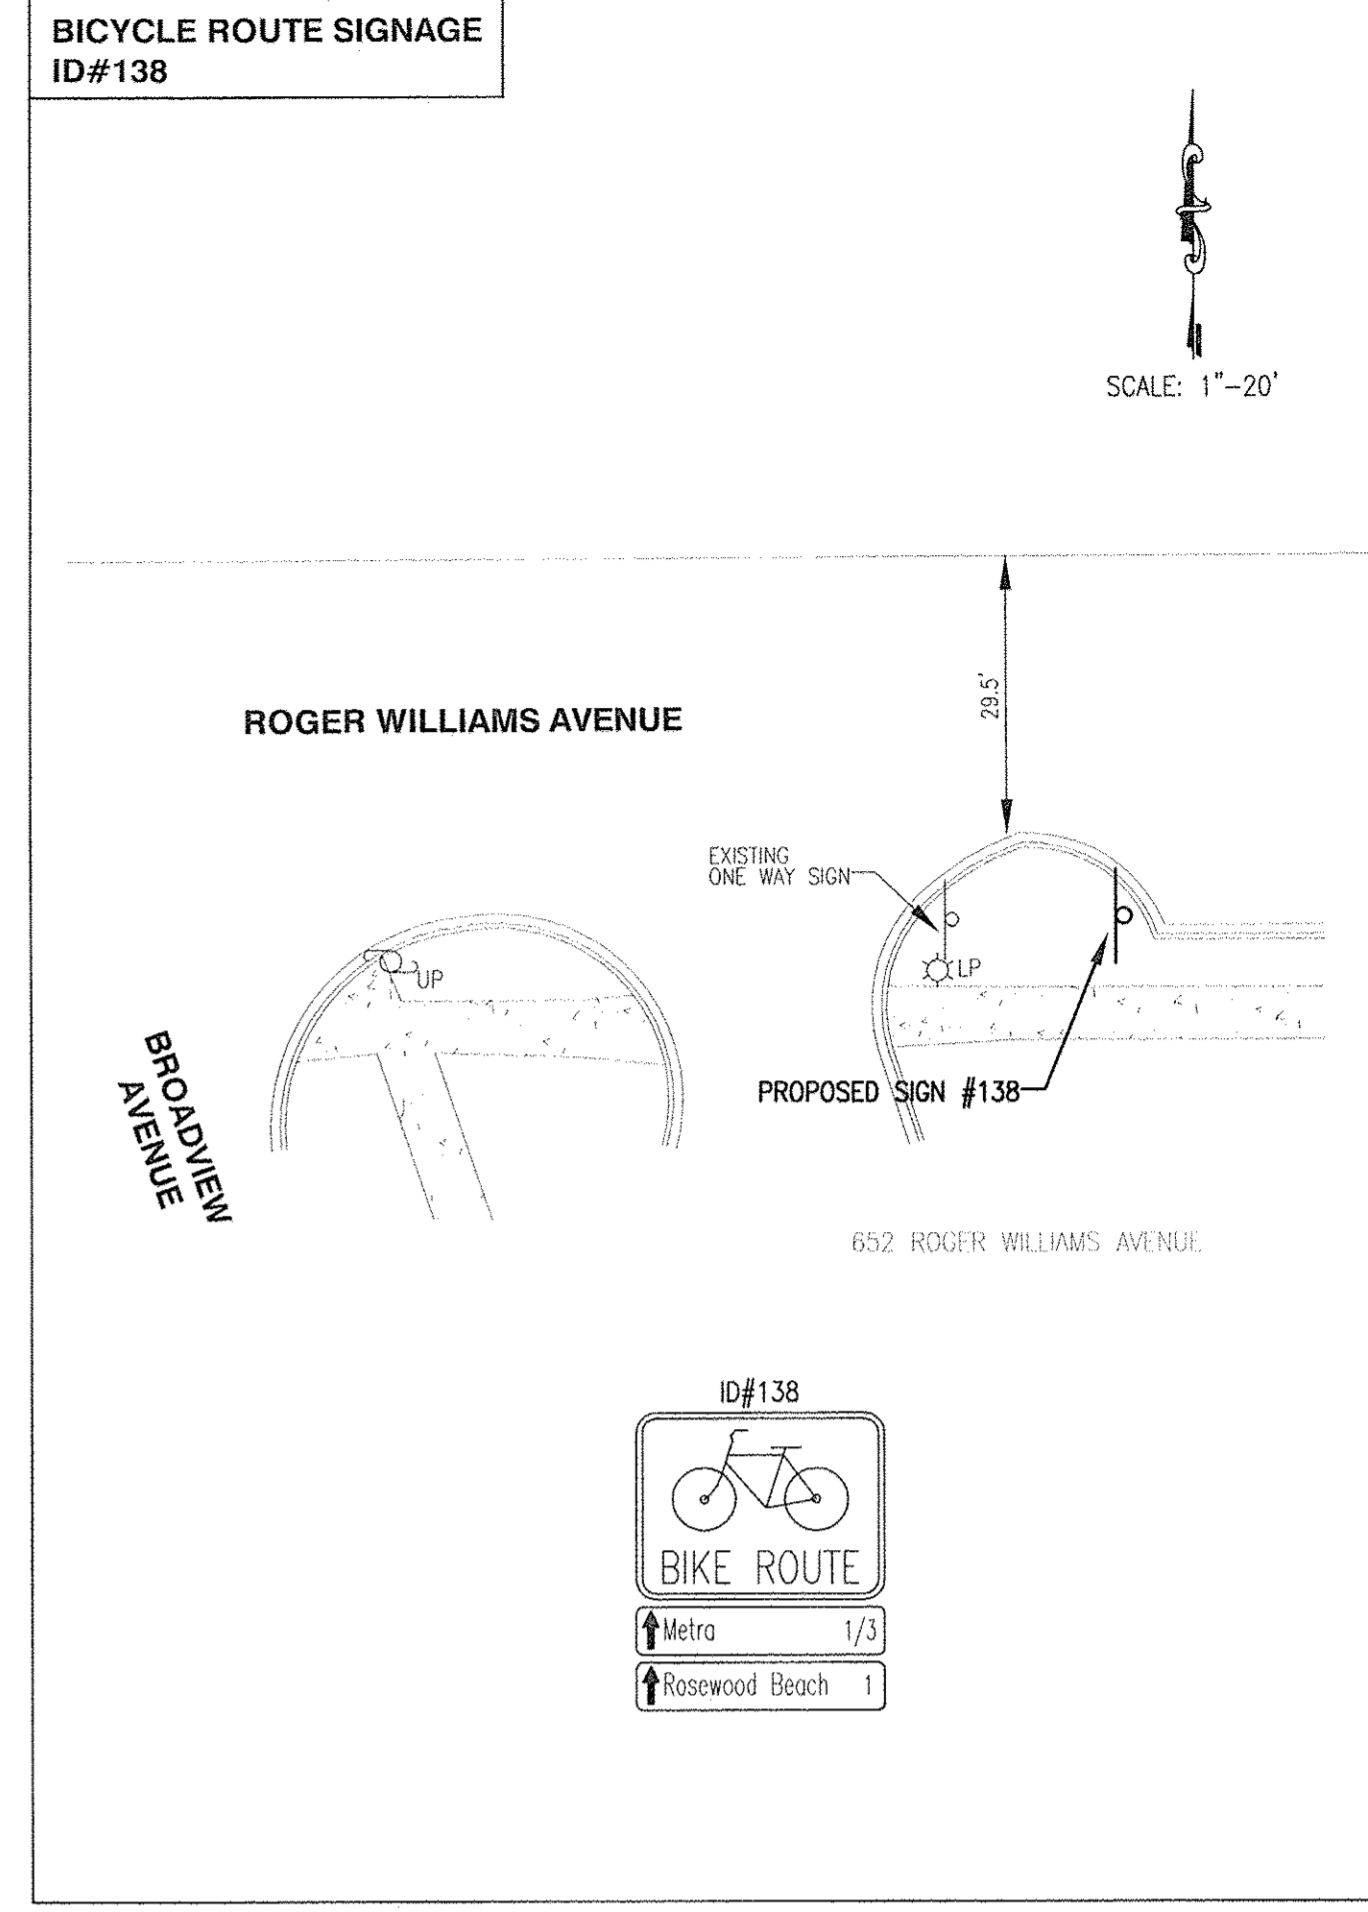 BICYCLE ROUTE SIGNAGE
ID#138
SCALE: 1"-20'
29.5'
ROGER WILLIAMS AVENUE
EXISTING
ONE WAY SIGN
LP
UP
BROADVIEW
AVENUE
PROPOSED SIGN #138
652 ROGER WILLIAMS AVENUE
ID#138
BIKE ROUTE
Metra 1/3
Rosewood Beach 1